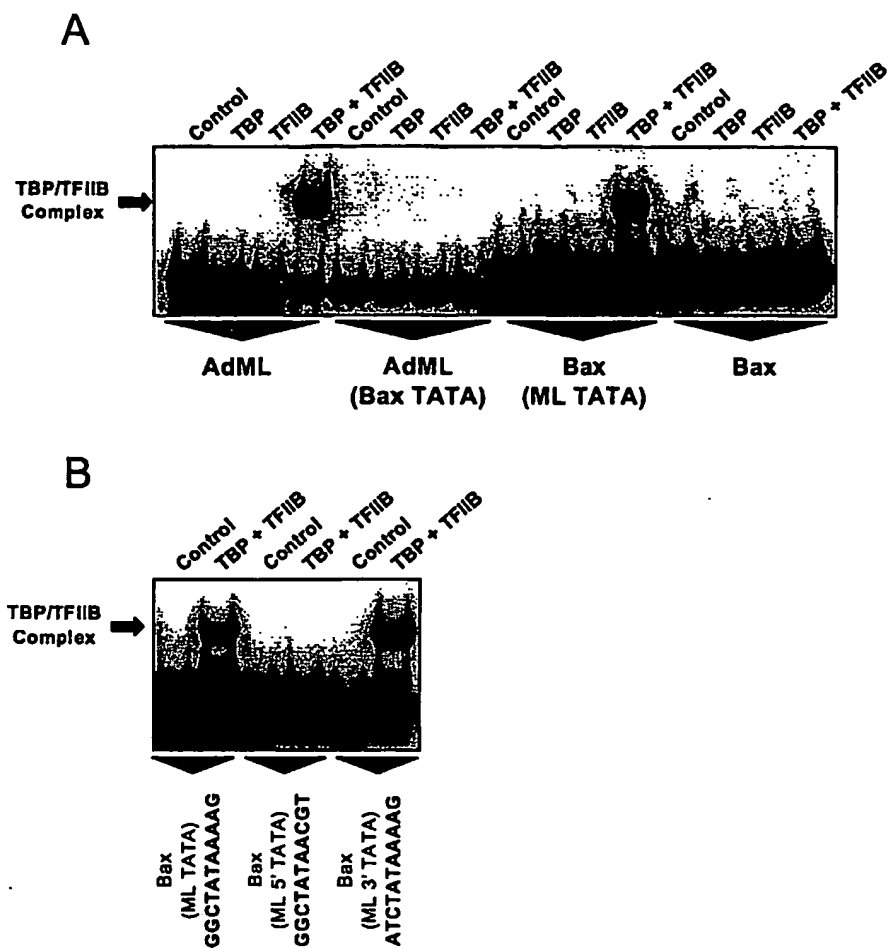 A
Control TBP TFIIB TBP + TFIIB Control TBP TFIIB TBP + TFIIB Control TBP TFIIB TBP + TFIIB Control TBP TFIIB TBP + TFIIB
TBP/TFIIB
Complex
AdML
AdML
(Bax TATA)
Bax
(ML TATA)
Bax
B
Control TBP + TFIIB Control TBP + TFIIB Control TBP + TFIIB
TBP/TFIIB
Complex
Bax
(ML TATA)
GGCTATAAAAG
Bax
(ML 5' TATA)
GGCTATAACGT
Bax
(ML 3' TATA)
ATCTATAAAAG